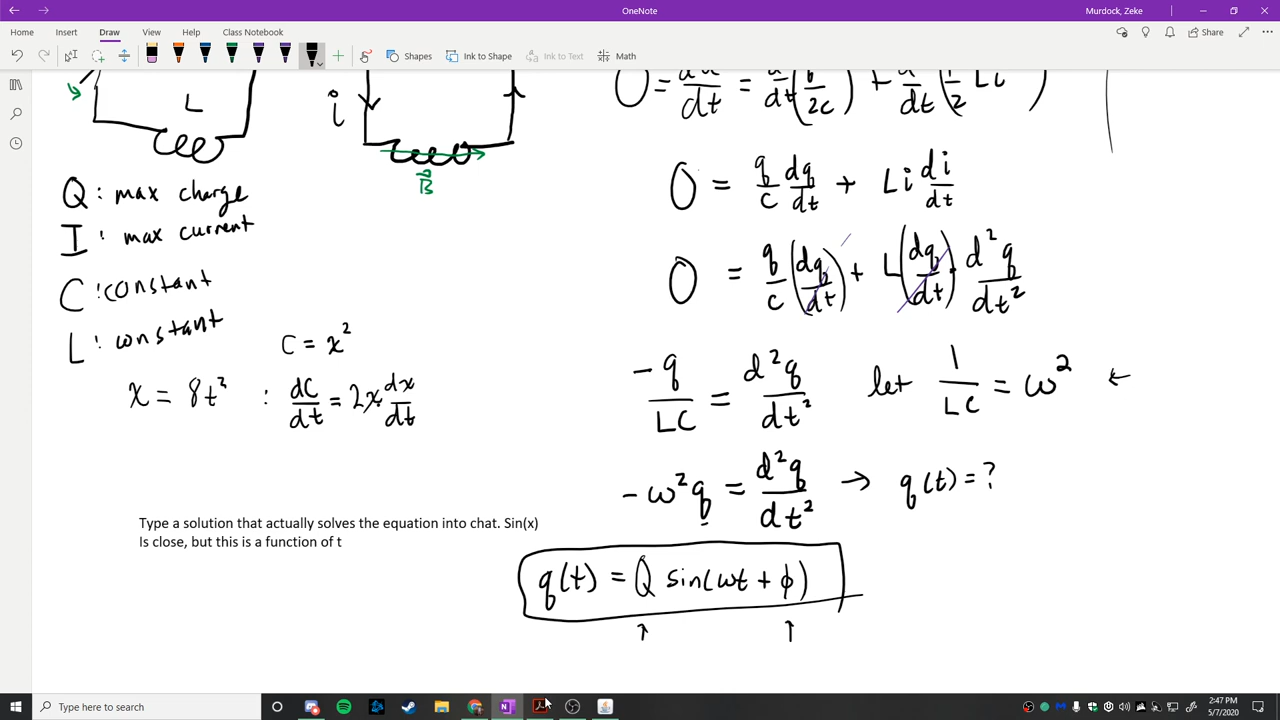 OneNote
Murdock, Zeke
Home Insert Draw View Help Class Notebook
Share
Shapes Ink to Shape Ink to Text Math
L
i
B⃗
Q : max charge
I : max current
C : constant
L : constant
C = x²
x = 8t² : dC/dt = 2x dx/dt
Type a solution that actually solves the equation into chat. Sin(x)
Is close, but this is a function of t
0 = q/c dq/dt + Li di/dt
0 = q/c (dq/dt) + L(dq/dt) d²q/dt²
-q/LC = d²q/dt² let 1/LC = ω² ←
-ω²q = d²q/dt² → q(t) = ?
q(t) = Q sin(ωt + ϕ)
↑ ↑
Type here to search
2:47 PM
5/7/2020